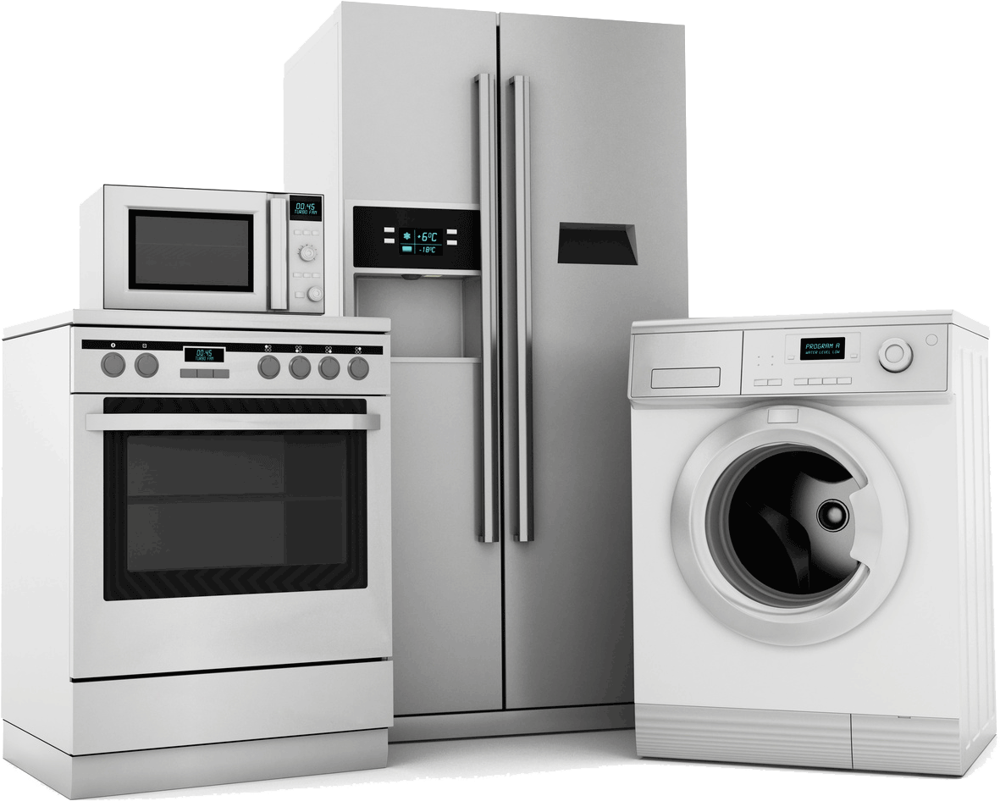 00:45
TURBO FAN
+6°C
-18°C
00:45
TURBO FAN
PROGRAM A
WATER LEVEL LOW